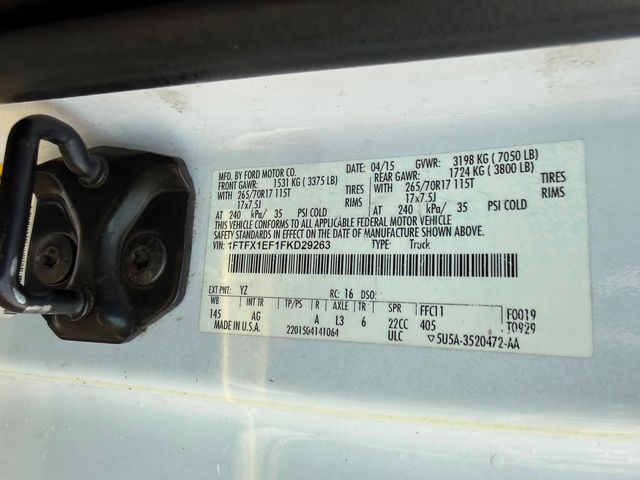 MFD. BY FORD MOTOR CO. DATE: 04/15 GVWR: 3198 KG ( 7050 LB)
FRONT GAWR: 1531 KG ( 3375 LB) REAR GAWR: 1724 KG ( 3800 LB)
WITH 265/70R17 115T TIRES WITH 265/70R17 115T TIRES
17x7.5J RIMS 17x7.5J RIMS
AT 240 kPa/ 35 PSI COLD AT 240 kPa/ 35 PSI COLD
THIS VEHICLE CONFORMS TO ALL APPLICABLE FEDERAL MOTOR VEHICLE
SAFETY STANDARDS IN EFFECT ON THE DATE OF MANUFACTURE SHOWN ABOVE.
VIN: 1FTFX1EF1FKD29263 TYPE: Truck
EXT PNT: YZ RC: 16 DSO:
WB INT TR TP/PS R AXLE TR SPR FFC11 F0019
145 AG A L3 6 22CC 405 T0929
MADE IN U.S.A. 22015G4141064 ULC 5U5A-3520472-AA